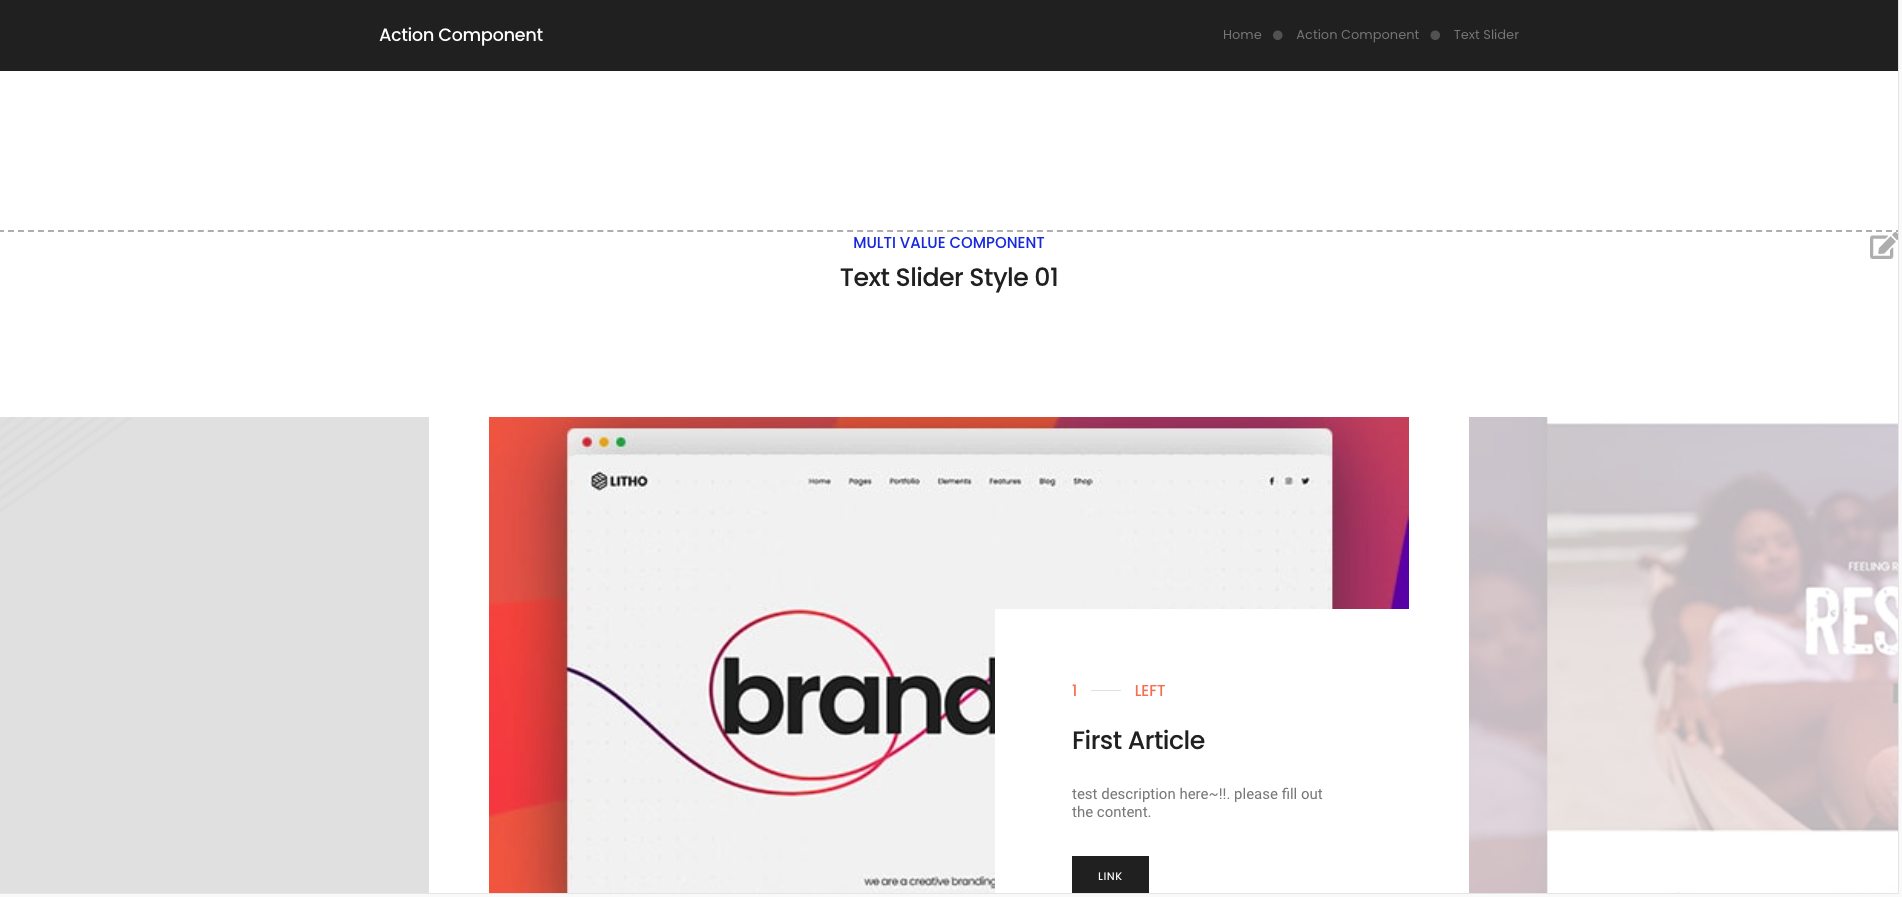 Action Component
Home Action Component Text Slider
MULTI VALUE COMPONENT
Text Slider Style 01
LITHO
Home Pages Portfolio Elements Features Blog Shop
brand
we are a creative branding
FEELING R
RES
1 LEFT
First Article
test description here~!!. please fill out
the content.
LINK